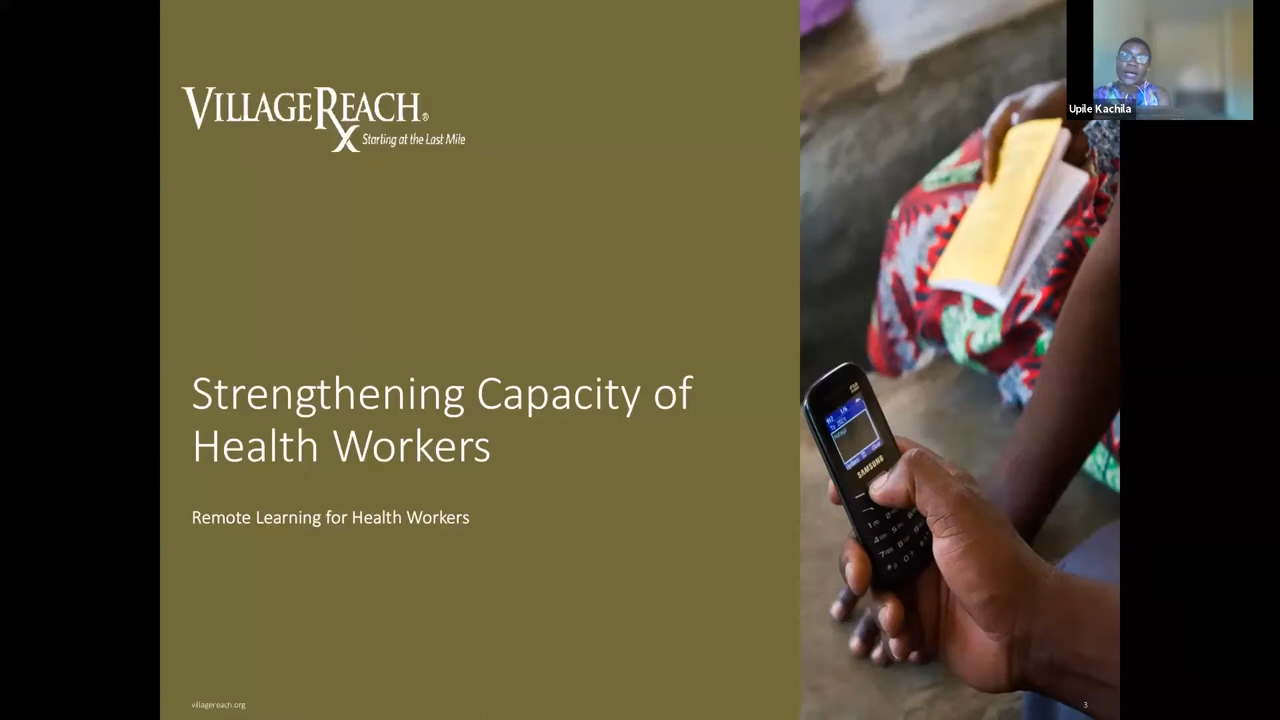 VILLAGEREACH®
Starting at the Last Mile
Upile Kachila
Strengthening Capacity of
Health Workers
Remote Learning for Health Workers
SAMSUNG
villagereach.org
3